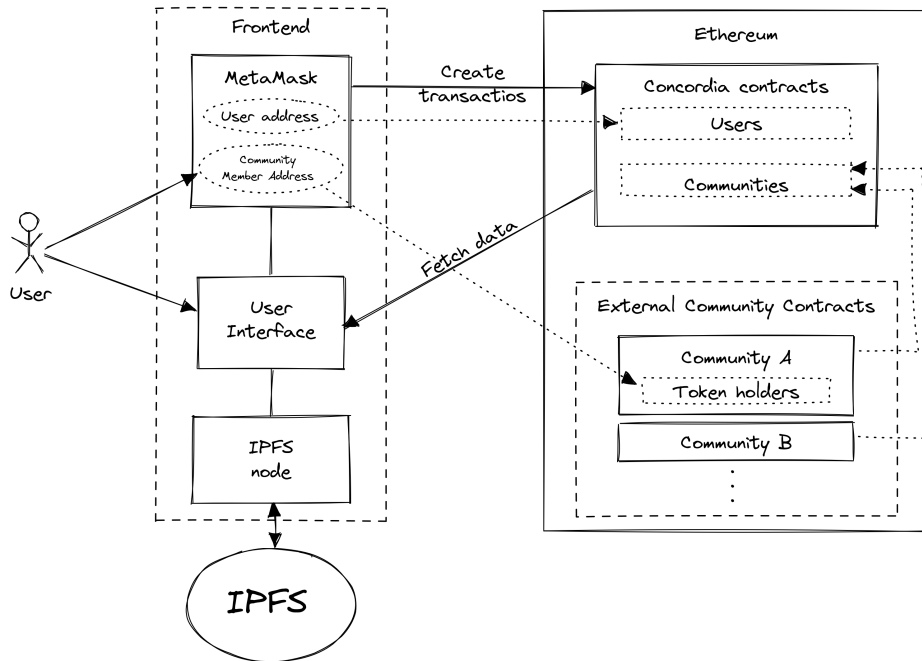 Frontend
MetaMask
User address
Community
Member Address
User
User
Interface
IPFS
node
IPFS
Create
transactios
Fetch data
Ethereum
Concordia contracts
Users
Communities
External Community Contracts
Community A
Token holders
Community B